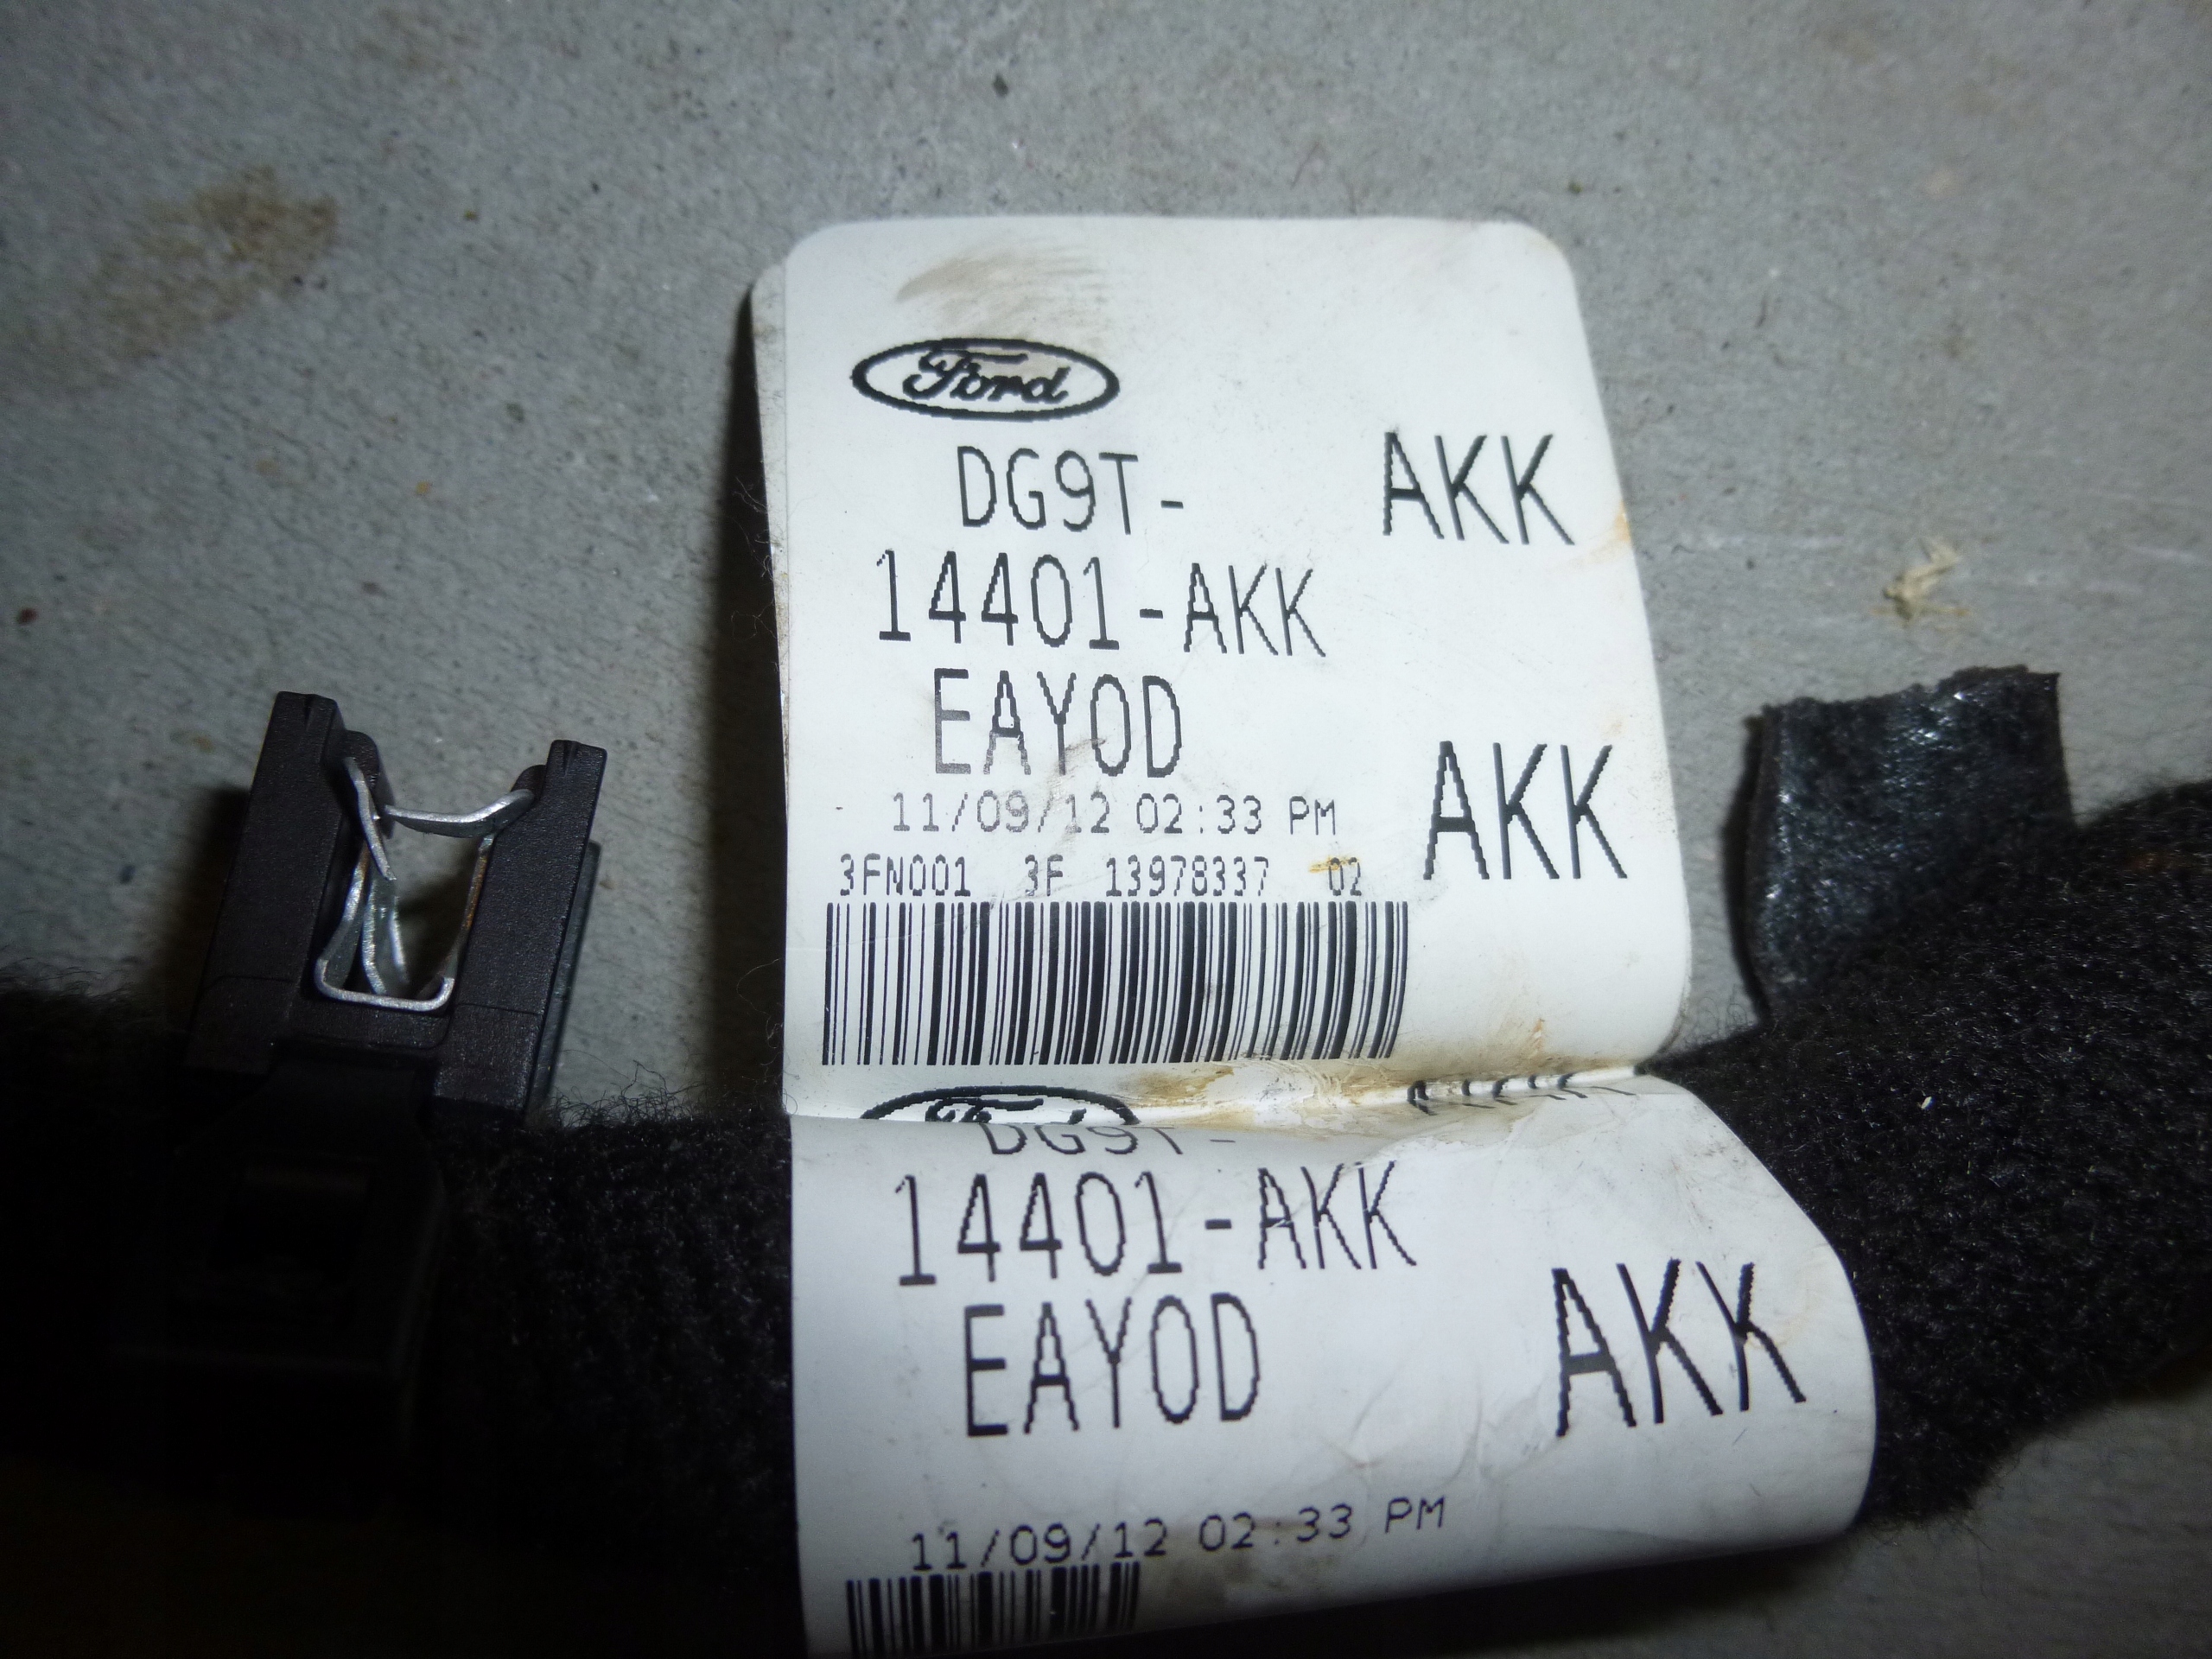 Ford
DG9T-
AKK
14401-AKK
EAYOD
11/09/12 02:33 PM
AKK
3FN001 3F 13978337 02
Ford
DG9T-
14401-AKK
EAYOD
AKK
11/09/12 02:33 PM